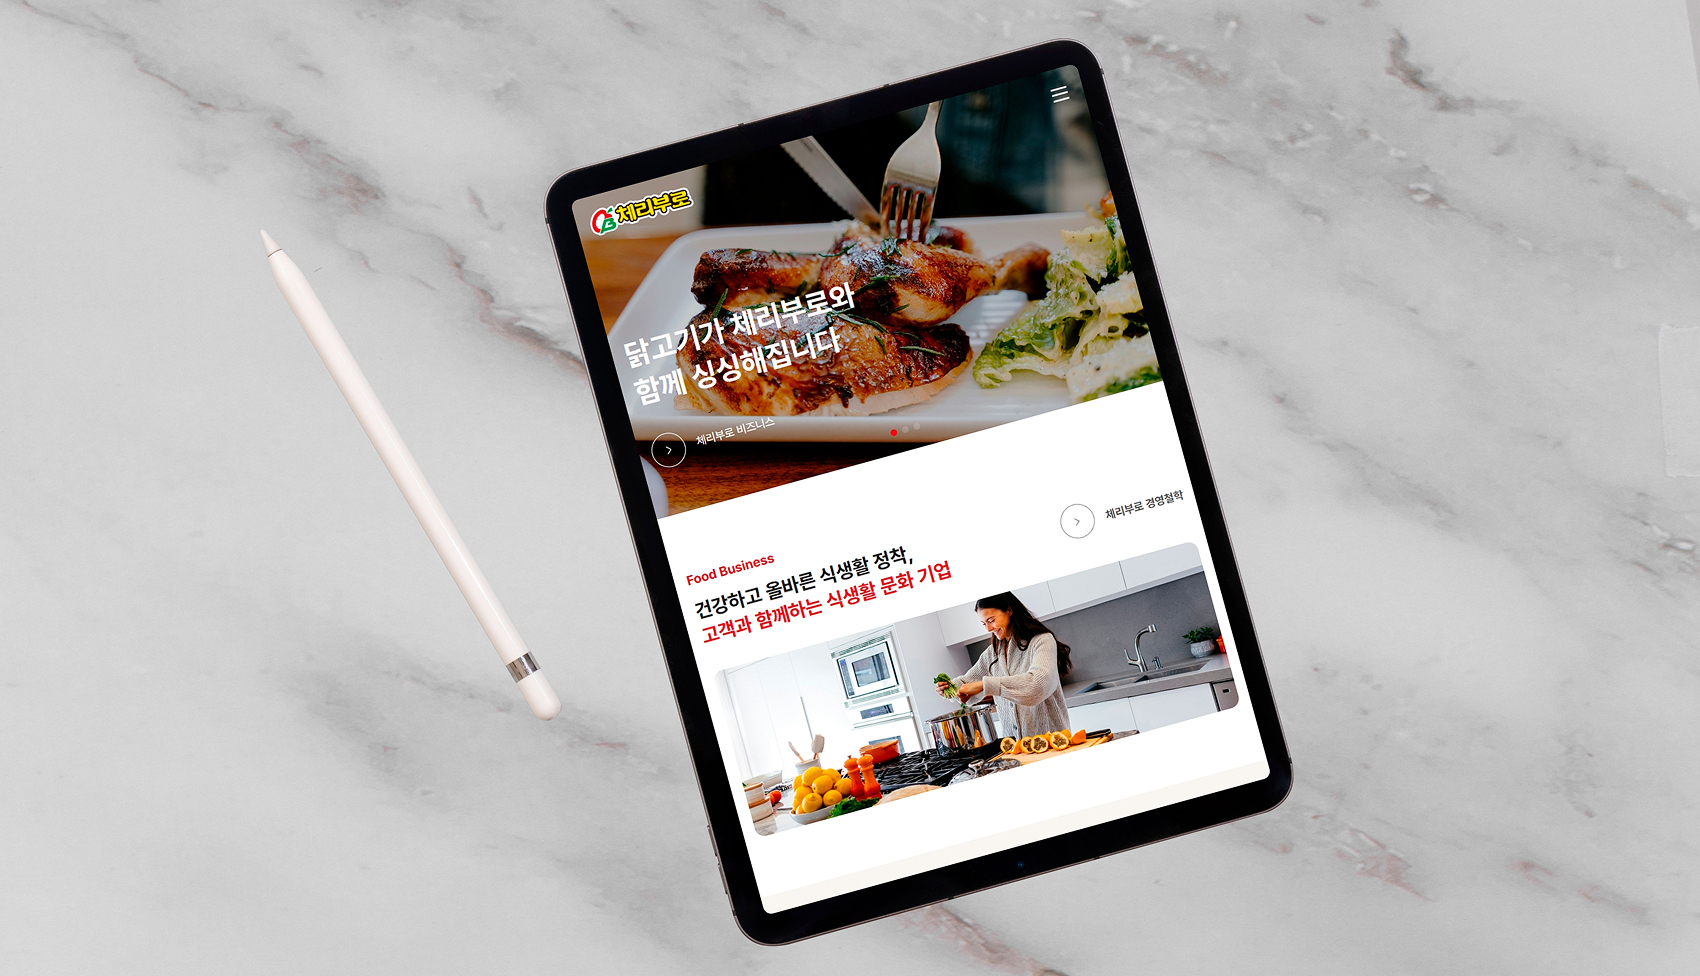 체리부로
닭고기가 체리부로와
함께 싱싱해집니다
체리부로 비즈니스
체리부로 경영철학
Food Business
건강하고 올바른 식생활 정착,
고객과 함께하는 식생활 문화 기업